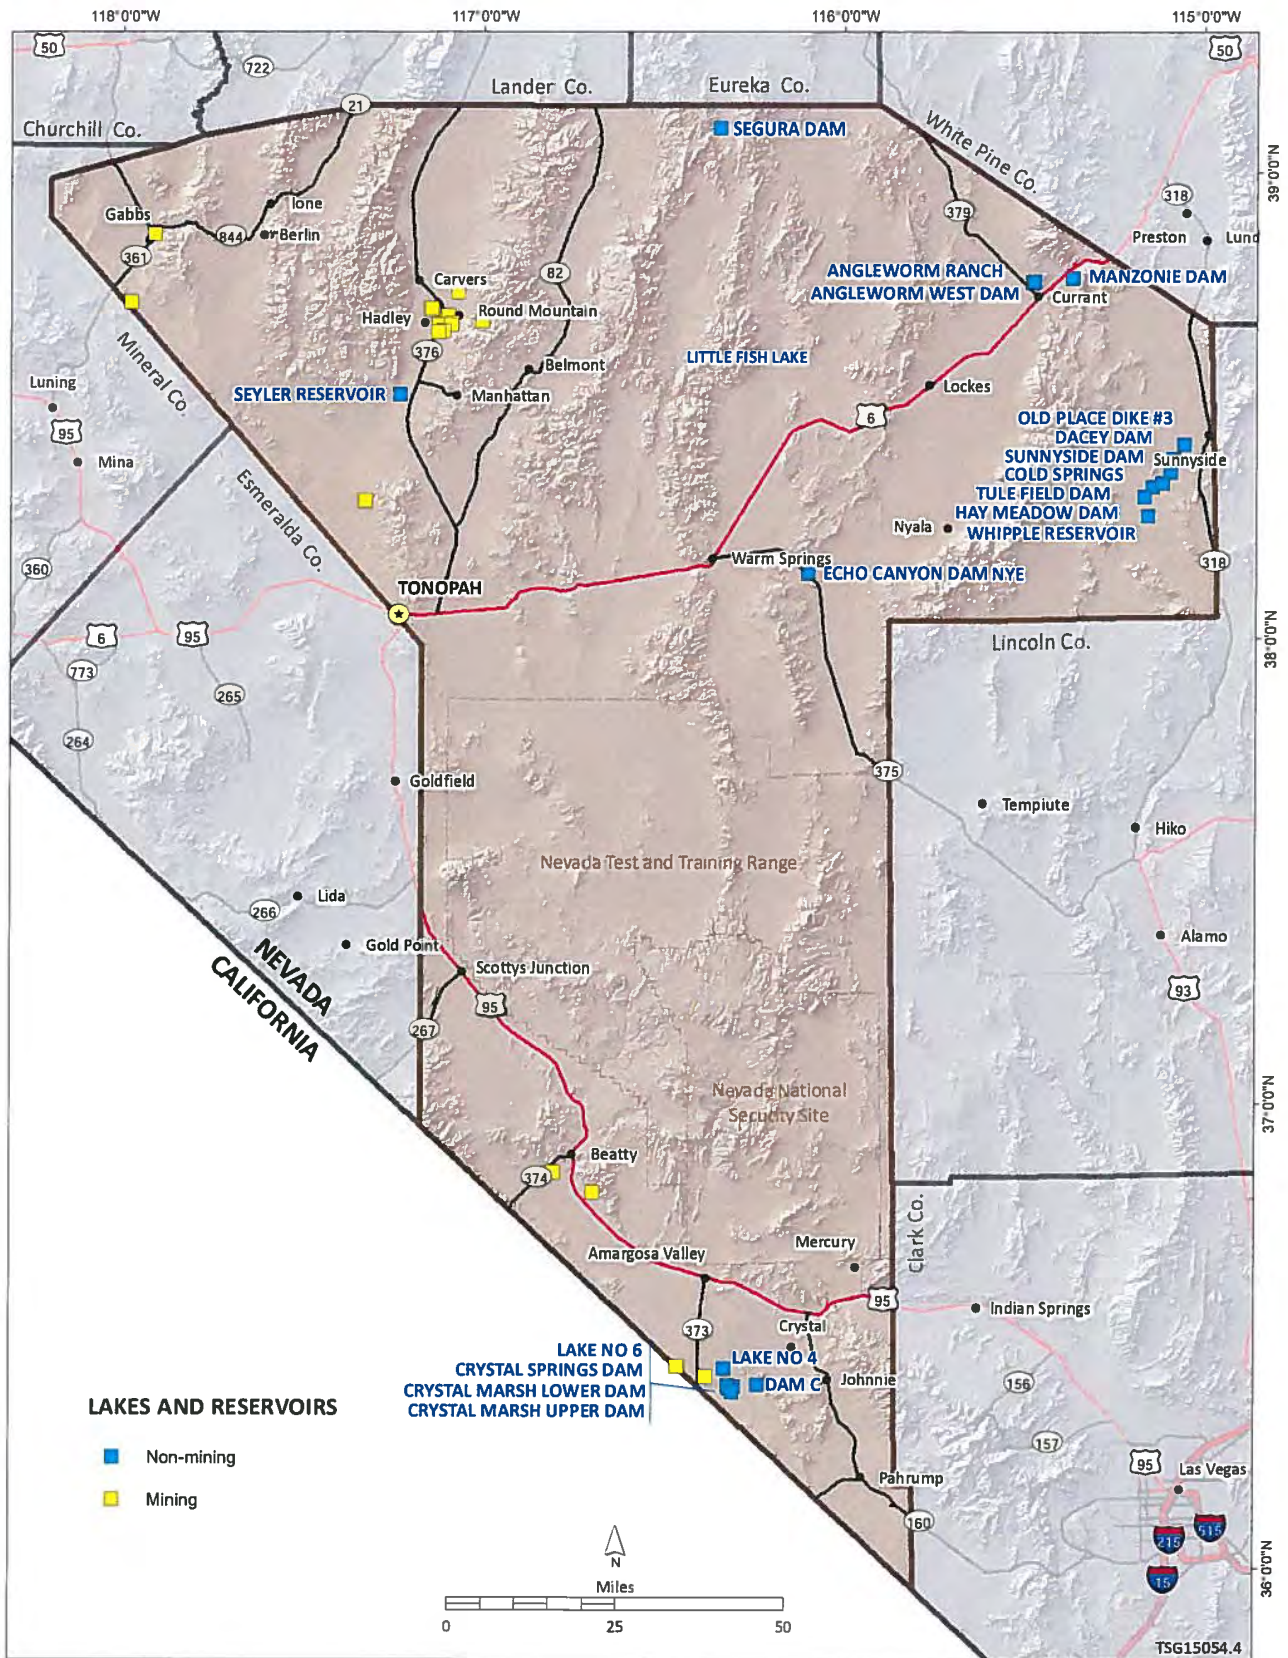 118°0'0"W
117°0'0"W
116°0'0"W
115°0'0"W
50
722
50
Lander Co.
Eureka Co.
21
Churchill Co.
SEGURA DAM
White Pine Co.
39°0'0"N
318
379
Ione
Gabbs
844
Berlin
Preston
Lund
361
82
ANGLEWORM RANCH
MANZONIE DAM
Carvers
ANGLEWORM WEST DAM
Currant
Hadley
Round Mountain
376
LITTLE FISH LAKE
Mineral Co.
Belmont
Luning
SEYLER RESERVOIR
Manhattan
Lockes
6
OLD PLACE DIKE #3
95
DACEY DAM
Mina
SUNNYSIDE DAM
Sunnyside
COLD SPRINGS
TULE FIELD DAM
Esmeralda Co.
HAY MEADOW DAM
Nyala
WHIPPLE RESERVOIR
360
Warm Springs
318
ECHO CANYON DAM NYE
TONOPAH
6
95
Lincoln Co.
38°0'0"N
773
265
264
375
Goldfield
Tempiute
Hiko
Nevada Test and Training Range
266
Lida
Gold Point
Alamo
NEVADA
CALIFORNIA
Scottys Junction
95
93
267
Nevada National
Security Site
37°0'0"N
Beatty
374
Clark Co.
Amargosa Valley
Mercury
95
Indian Springs
373
Crystal
LAKE NO 6
LAKE NO 4
CRYSTAL SPRINGS DAM
CRYSTAL MARSH LOWER DAM
DAM C
Johnnie
156
CRYSTAL MARSH UPPER DAM
LAKES AND RESERVOIRS
157
Non-mining
95
Las Vegas
Pahrump
Mining
160
215
515
15
36°0'0"N
N
Miles
0
25
50
TSG15054.4